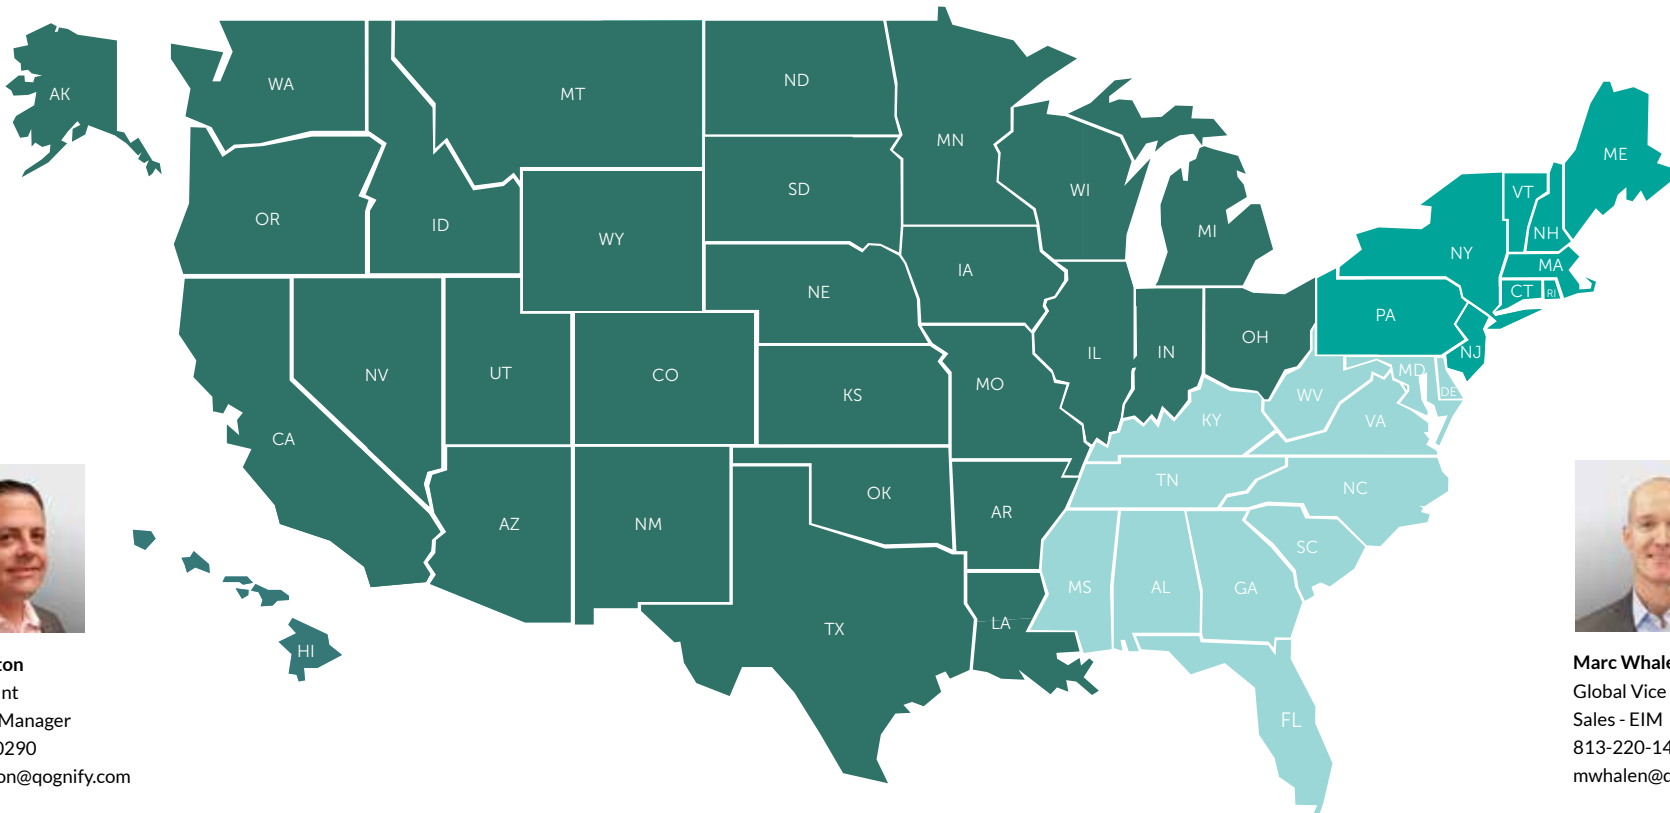 AK
WA
MT
ND
MN
ME
OR
ID
WY
SD
WI
MI
VT
NH
NY
MA
CT
RI
NE
IA
PA
NJ
NV
UT
CO
KS
MO
IL
IN
OH
WV
MD
DE
CA
KY
VA
AZ
NM
OK
AR
TN
NC
SC
MS
AL
GA
HI
TX
LA
FL
ton
nt
Manager
0290
on@qognify.com
Marc Whale
Global Vice
Sales - EIM
813-220-14
mwhalen@